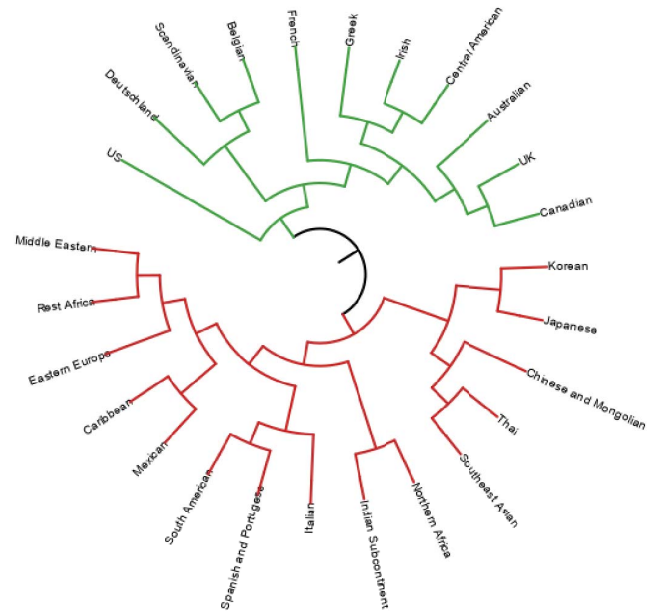 US
Deutschland
Scandinavian
Belgian
French
Greek
Irish
Central American
Australian
UK
Canadian
Korean
Japanese
Chinese and Mongolian
Thai
Southeast Asian
Northern Africa
Indian Subcontinent
Italian
Spanish and Portugese
South American
Mexican
Caribbean
Eastern Europe
Rest Africa
Middle Eastern